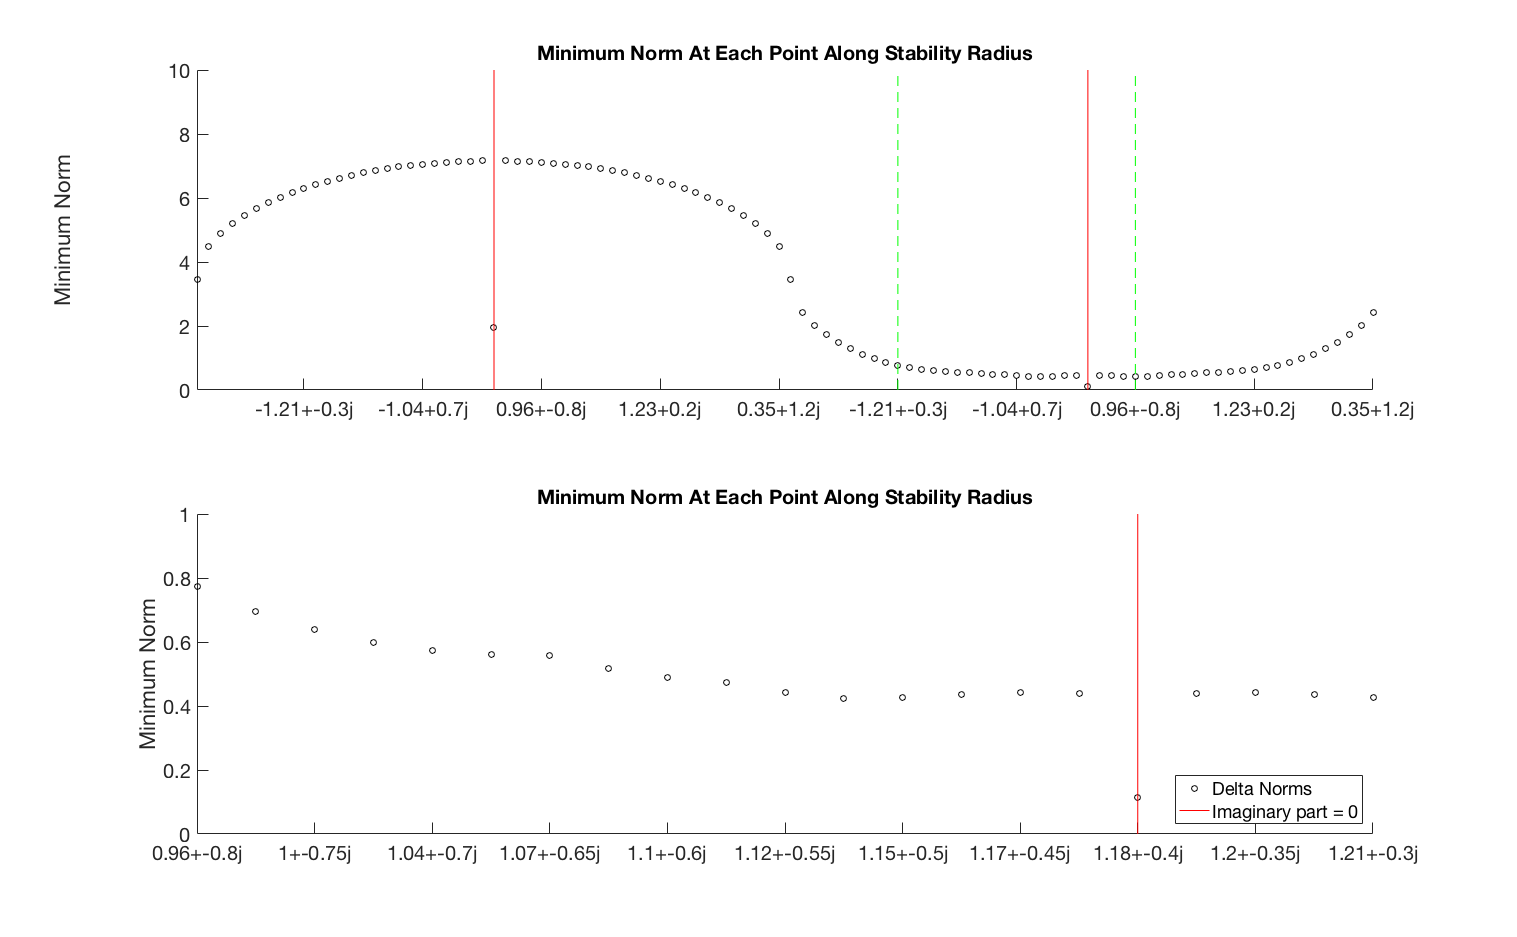 Minimum Norm At Each Point Along Stability Radius
Minimum Norm
10
8
6
4
2
0
-1.21+-0.3j
-1.04+0.7j
0.96+-0.8j
1.23+0.2j
0.35+1.2j
-1.21+-0.3j
-1.04+0.7j
0.96+-0.8j
1.23+0.2j
0.35+1.2j
Minimum Norm At Each Point Along Stability Radius
Minimum Norm
1
0.8
0.6
0.4
0.2
0
Delta Norms
Imaginary part = 0
0.96+-0.8j
1+-0.75j
1.04+-0.7j
1.07+-0.65j
1.1+-0.6j
1.12+-0.55j
1.15+-0.5j
1.17+-0.45j
1.18+-0.4j
1.2+-0.35j
1.21+-0.3j